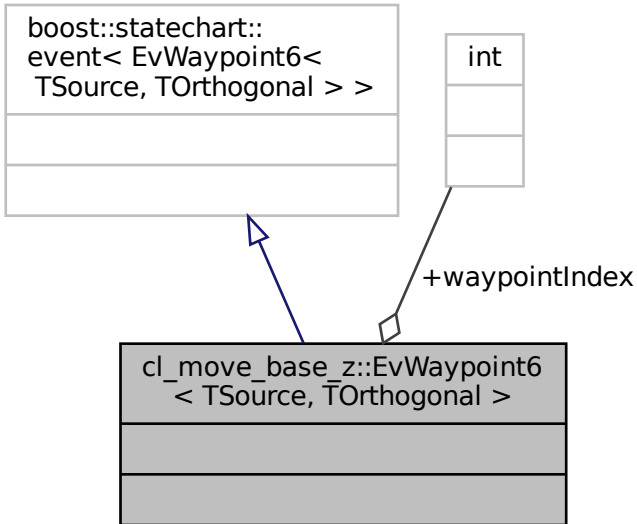 boost::statechart::
event< EvWaypoint6<
TSource, TOrthogonal > >
int
+waypointIndex
cl_move_base_z::EvWaypoint6
< TSource, TOrthogonal >